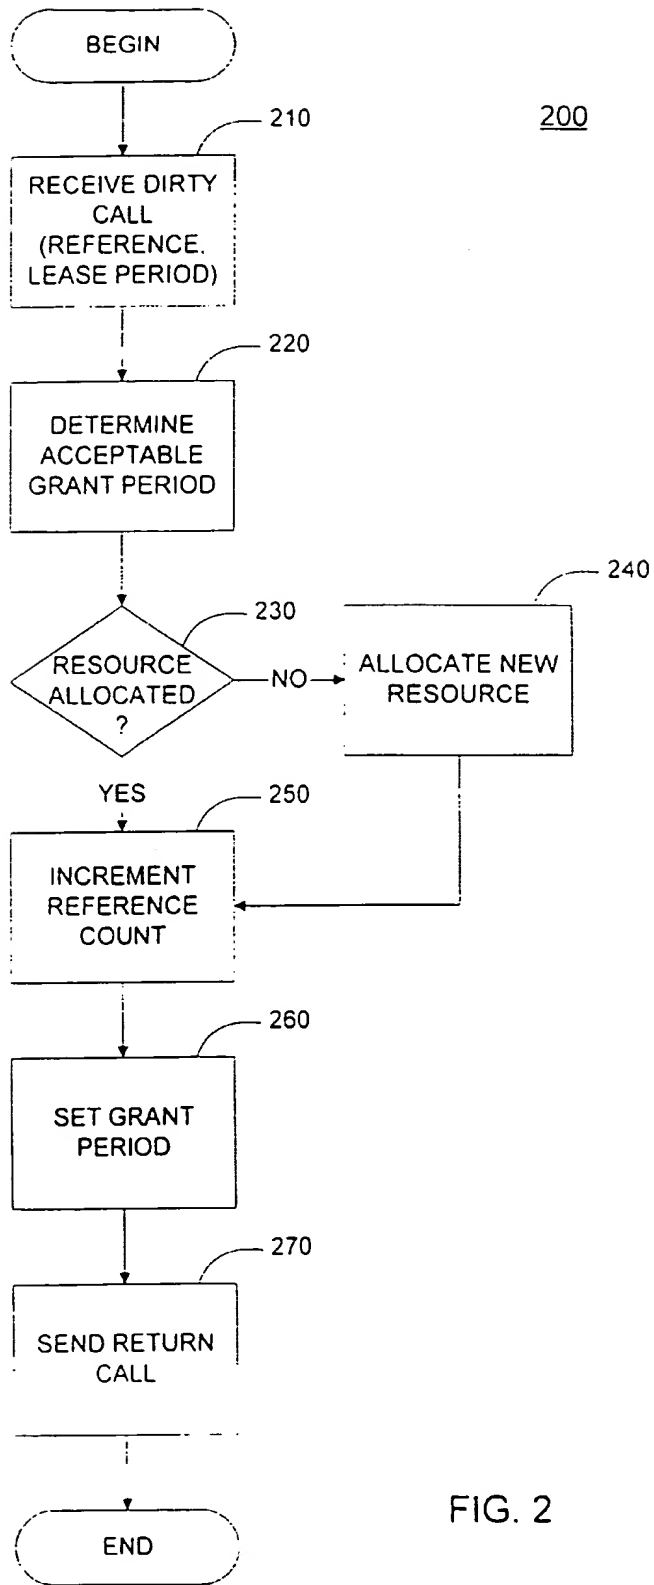 BEGIN
210
200
RECEIVE DIRTY
CALL
(REFERENCE.
LEASE PERIOD)
220
DETERMINE
ACCEPTABLE
GRANT PERIOD
230
RESOURCE
ALLOCATED
?
NO
240
ALLOCATE NEW
RESOURCE
YES
250
INCREMENT
REFERENCE
COUNT
260
SET GRANT
PERIOD
270
SEND RETURN
CALL
END
FIG. 2